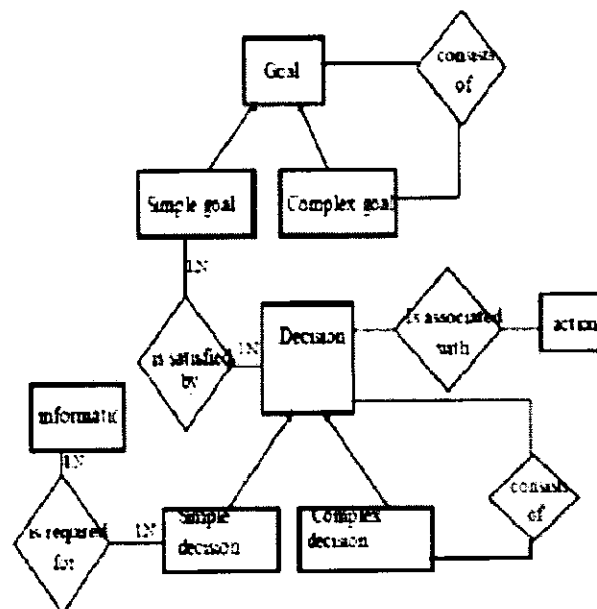 Goal
consists
of
Simple goal
Complex goal
1,N
is satisfied
by
1,N
Decision
Is associated
with
action
informatic
1,N
is required
for
1,N
Simple
decision
Complex
decision
consists
of